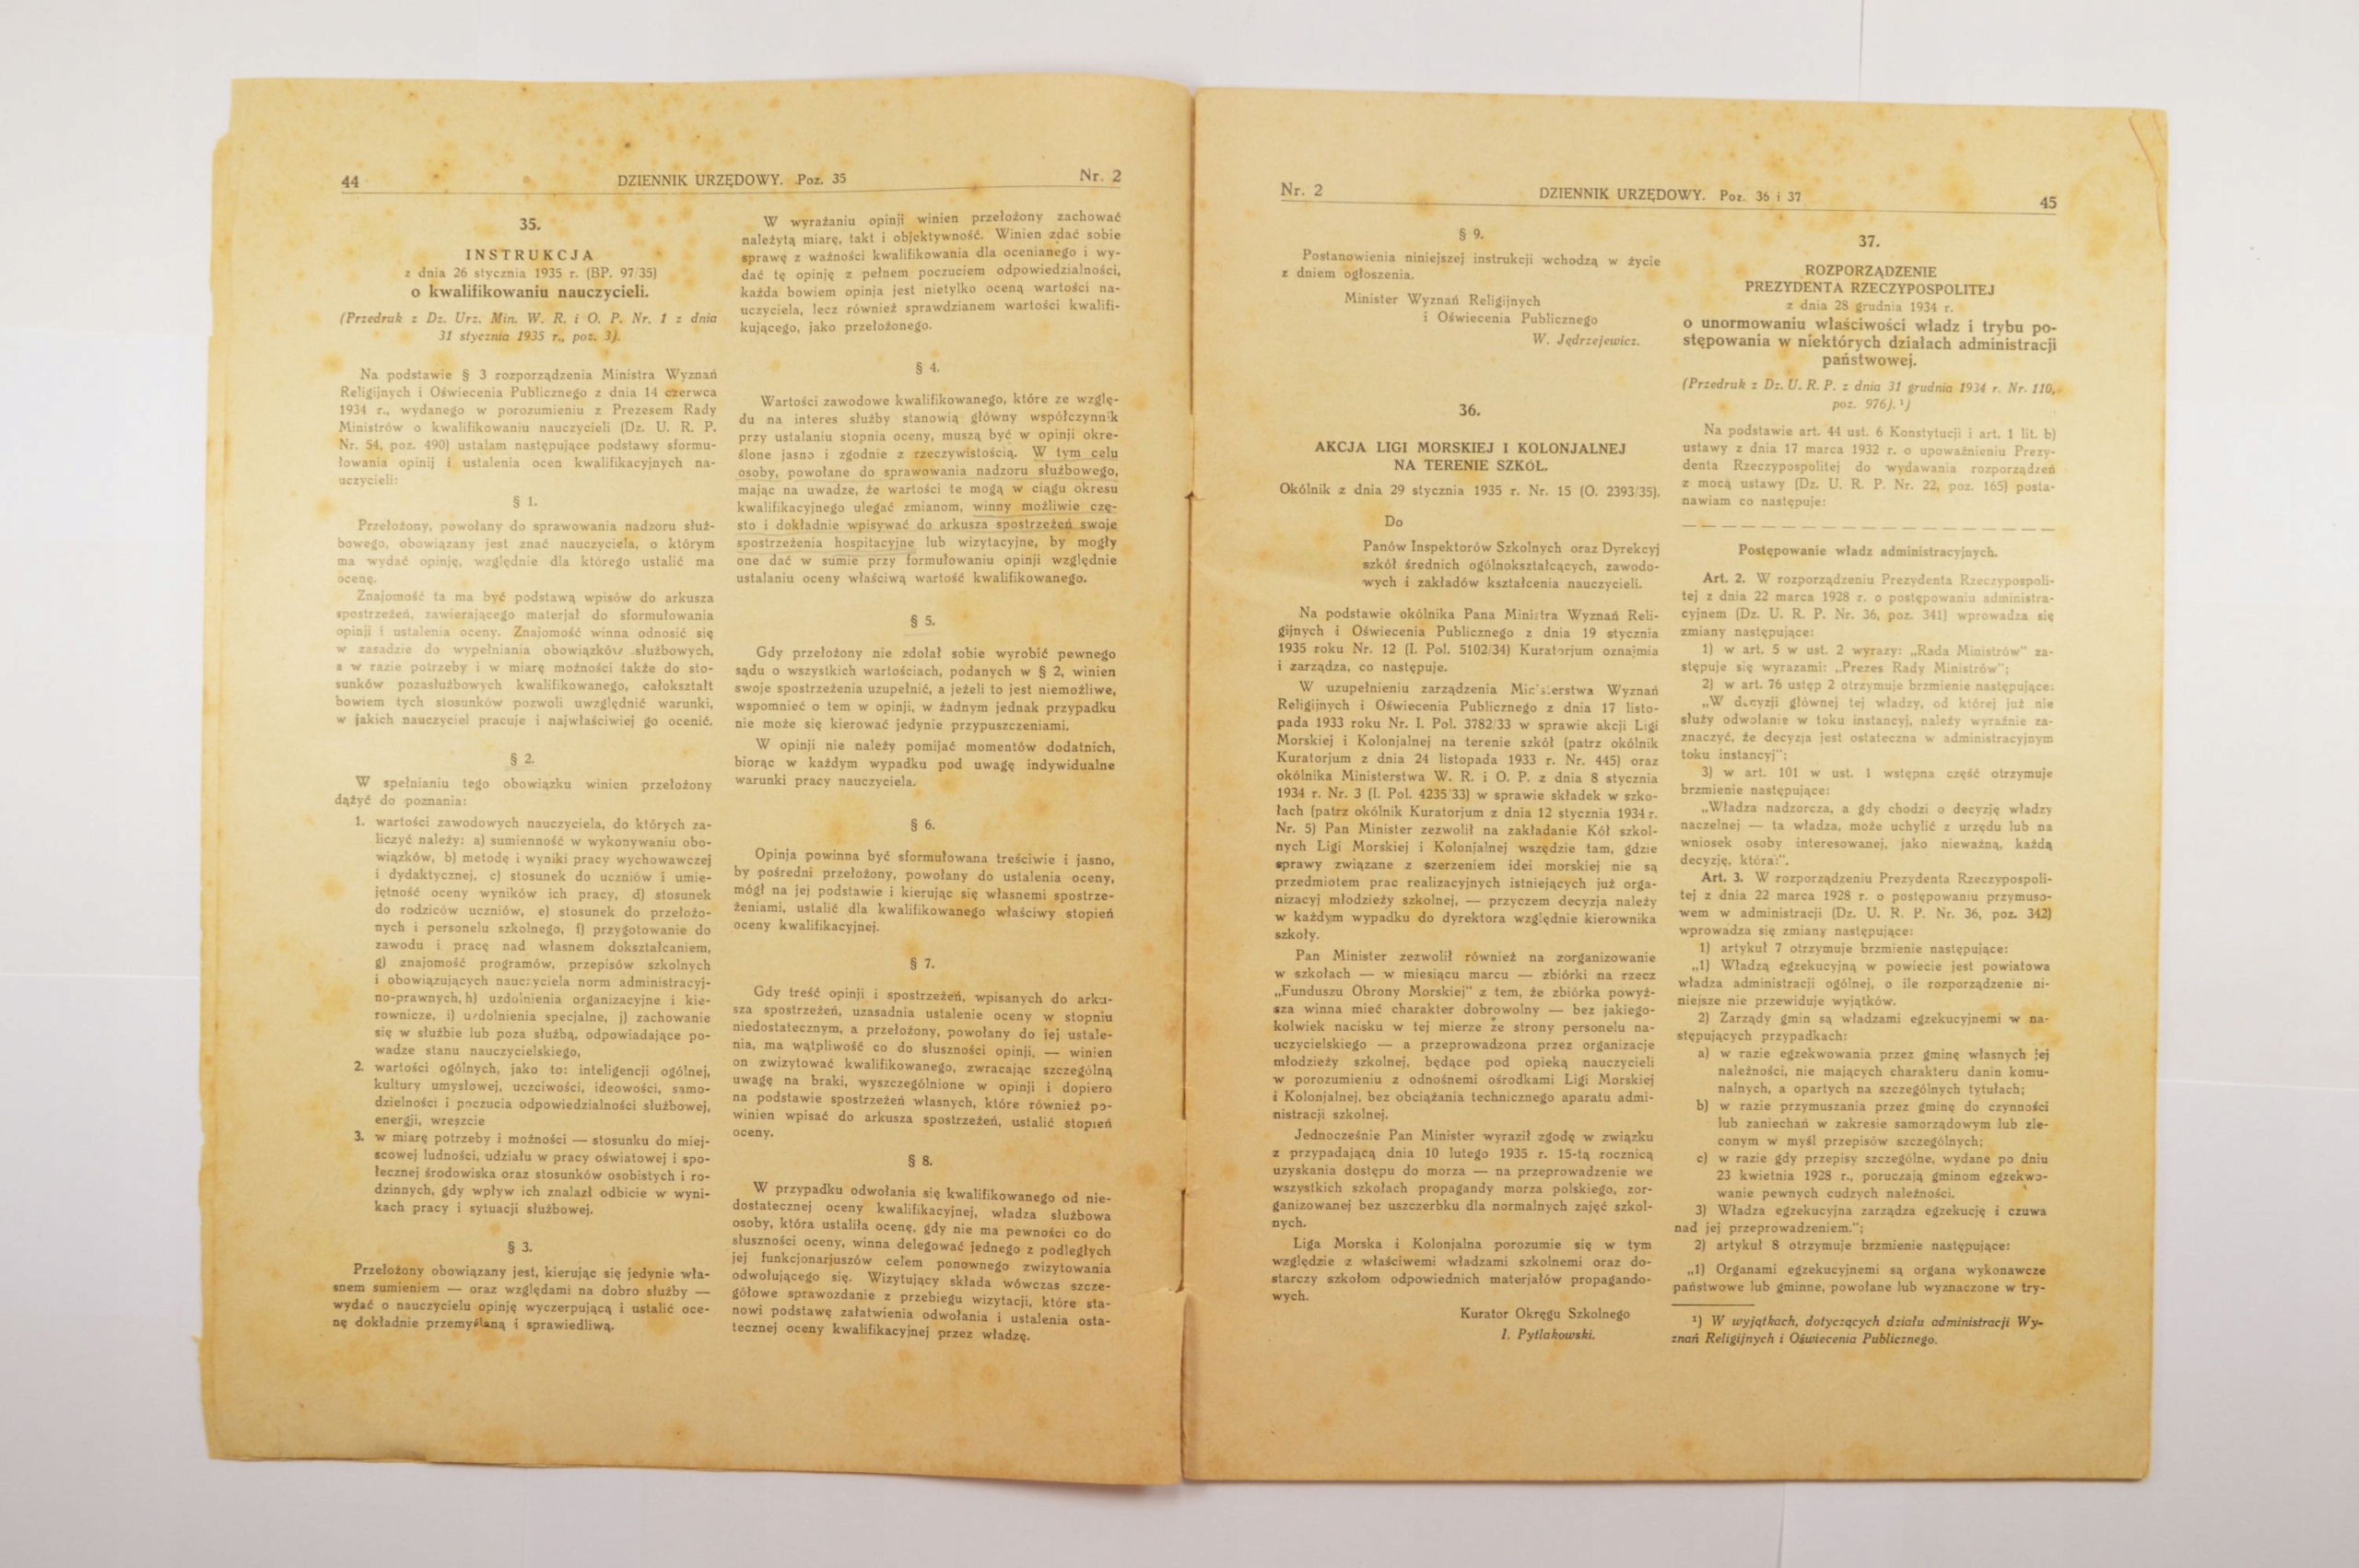 44
DZIENNIK URZĘDOWY. Poz. 35
Nr. 2
35.
INSTRUKCJA
z dnia 26 stycznia 1935 r. (BP. 97/35)
o kwalifikowaniu nauczycieli.
(Przedruk z Dz. Urz. Min. W. R. i O. P. Nr. 1 z dnia
31 stycznia 1935 r., poz. 3).
Na podstawie § 3 rozporządzenia Ministra Wyznań
Religijnych i Oświecenia Publicznego z dnia 14 czerwca
1934 r., wydanego w porozumieniu z Prezesem Rady
Ministrów o kwalifikowaniu nauczycieli (Dz. U. R. P.
Nr. 54, poz. 490) ustalam następujące podstawy sformu-
łowania opinij i ustalenia ocen kwalifikacyjnych na-
uczycieli:
§ 1.
Przełożony, powołany do sprawowania nadzoru służ-
bowego, obowiązany jest znać nauczyciela, o którym
ma wydać opinję, względnie dla którego ustalić ma
ocenę.
Znajomość ta ma być podstawą wpisów do arkusza
spostrzeżeń, zawierającego materjał do sformułowania
opinji i ustalenia oceny. Znajomość winna odnosić się
w zasadzie do wypełniania obowiązków służbowych,
a w razie potrzeby i w miarę możności także do sto-
sunków pozasłużbowych kwalifikowanego, całokształt
bowiem tych stosunków pozwoli uwzględnić warunki,
w jakich nauczyciel pracuje i najwłaściwiej go ocenić.
§ 2.
W spełnianiu tego obowiązku winien przełożony
dążyć do poznania:
1. wartości zawodowych nauczyciela, do których za-
liczyć należy: a) sumienność w wykonywaniu obo-
wiązków, b) metodę i wyniki pracy wychowawczej
i dydaktycznej, c) stosunek do uczniów i umie-
jętność oceny wyników ich pracy, d) stosunek
do rodziców uczniów, e) stosunek do przełożo-
nych i personelu szkolnego, f) przygotowanie do
zawodu i pracę nad własnem dokształcaniem,
g) znajomość programów, przepisów szkolnych
i obowiązujących nauczyciela norm administracyj-
no-prawnych, h) uzdolnienia organizacyjne i kie-
rownicze, i) uzdolnienia specjalne, j) zachowanie
się w służbie lub poza służbą, odpowiadające po-
wadze stanu nauczycielskiego,
2. wartości ogólnych, jako to: inteligencji ogólnej,
kultury umysłowej, uczciwości, ideowości, samo-
dzielności i poczucia odpowiedzialności służbowej,
energji, wreszcie
3. w miarę potrzeby i możności — stosunku do miej-
scowej ludności, udziału w pracy oświatowej i spo-
łecznej środowiska oraz stosunków osobistych i ro-
dzinnych, gdy wpływ ich znalazł odbicie w wyni-
kach pracy i sytuacji służbowej.
§ 3.
Przełożony obowiązany jest, kierując się jedynie wła-
snem sumieniem — oraz względami na dobro służby —
wydać o nauczycielu opinję wyczerpującą i ustalić oce-
nę dokładnie przemyślaną i sprawiedliwą.
W wyrażaniu opinji winien przełożony zachować
należytą miarę, takt i objektywność. Winien zdać sobie
sprawę z ważności kwalifikowania dla ocenianego i wy-
dać tę opinję z pełnem poczuciem odpowiedzialności,
każda bowiem opinja jest nietylko oceną wartości na-
uczyciela, lecz również sprawdzianem wartości kwalifi-
kującego, jako przełożonego.
§ 4.
Wartości zawodowe kwalifikowanego, które ze wzglę-
du na interes służby stanowią główny współczynnik
przy ustalaniu stopnia oceny, muszą być w opinji okre-
ślone jasno i zgodnie z rzeczywistością. W tym celu
osoby, powołane do sprawowania nadzoru służbowego,
mając na uwadze, że wartości te mogą w ciągu okresu
kwalifikacyjnego ulegać zmianom, winny możliwie czę-
sto i dokładnie wpisywać do arkusza spostrzeżeń swoje
spostrzeżenia hospitacyjne lub wizytacyjne, by mogły
one dać w sumie przy formułowaniu opinji względnie
ustalaniu oceny właściwą wartość kwalifikowanego.
§ 5.
Gdy przełożony nie zdołał sobie wyrobić pewnego
sądu o wszystkich wartościach, podanych w § 2, winien
swoje spostrzeżenia uzupełnić, a jeżeli to jest niemożliwe,
wspomnieć o tem w opinji, w żadnym jednak przypadku
nie może się kierować jedynie przypuszczeniami.
W opinji nie należy pomijać momentów dodatnich,
biorąc w każdym wypadku pod uwagę indywidualne
warunki pracy nauczyciela.
§ 6.
Opinja powinna być sformułowana treściwie i jasno,
by pośredni przełożony, powołany do ustalenia oceny,
mógł na jej podstawie i kierując się własnemi spostrze-
żeniami, ustalić dla kwalifikowanego właściwy stopień
oceny kwalifikacyjnej.
§ 7.
Gdy treść opinji i spostrzeżeń, wpisanych do arku-
sza spostrzeżeń, uzasadnia ustalenie oceny w stopniu
niedostatecznym, a przełożony, powołany do jej ustale-
nia, ma wątpliwość co do słuszności opinji, — winien
on zwizytować kwalifikowanego, zwracając szczególną
uwagę na braki, wyszczególnione w opinji i dopiero
na podstawie spostrzeżeń własnych, które również po-
winien wpisać do arkusza spostrzeżeń, ustalić stopień
oceny.
§ 8.
W przypadku odwołania się kwalifikowanego od nie-
dostatecznej oceny kwalifikacyjnej, władza służbowa
osoby, która ustaliła ocenę, gdy nie ma pewności co do
słuszności oceny, winna delegować jednego z podległych
jej funkcjonarjuszów celem ponownego zwizytowania
odwołującego się. Wizytujący składa wówczas szcze-
gółowe sprawozdanie z przebiegu wizytacji, które sta-
nowi podstawę załatwienia odwołania i ustalenia osta-
tecznej oceny kwalifikacyjnej przez władzę.
Nr. 2
DZIENNIK URZĘDOWY. Poz. 36 i 37
45
§ 9.
Postanowienia niniejszej instrukcji wchodzą w życie
z dniem ogłoszenia.
Minister Wyznań Religijnych
i Oświecenia Publicznego
W. Jędrzejewicz.
36.
AKCJA LIGI MORSKIEJ I KOLONJALNEJ
NA TERENIE SZKÓŁ.
Okólnik z dnia 29 stycznia 1935 r. Nr. 15 (O. 2393/35).
Do
Panów Inspektorów Szkolnych oraz Dyrekcyj
szkół średnich ogólnokształcących, zawodo-
wych i zakładów kształcenia nauczycieli.
Na podstawie okólnika Pana Ministra Wyznań Reli-
gijnych i Oświecenia Publicznego z dnia 19 stycznia
1935 roku Nr. 12 (I. Pol. 5102/34) Kuratorjum oznajmia
i zarządza, co następuje.
W uzupełnieniu zarządzenia Ministerstwa Wyznań
Religijnych i Oświecenia Publicznego z dnia 17 listo-
pada 1933 roku Nr. I. Pol. 3782/33 w sprawie akcji Ligi
Morskiej i Kolonjalnej na terenie szkół (patrz okólnik
Kuratorjum z dnia 24 listopada 1933 r. Nr. 445) oraz
okólnika Ministerstwa W. R. i O. P. z dnia 8 stycznia
1934 r. Nr. 3 (I. Pol. 4235/33) w sprawie składek w szko-
łach (patrz okólnik Kuratorjum z dnia 12 stycznia 1934 r.
Nr. 5) Pan Minister zezwolił na zakładanie Kół szkol-
nych Ligi Morskiej i Kolonjalnej wszędzie tam, gdzie
sprawy związane z szerzeniem idei morskiej nie są
przedmiotem prac realizacyjnych istniejących już orga-
nizacyj młodzieży szkolnej, — przyczem decyzja należy
w każdym wypadku do dyrektora względnie kierownika
szkoły.
Pan Minister zezwolił również na zorganizowanie
w szkołach — w miesiącu marcu — zbiórki na rzecz
„Funduszu Obrony Morskiej" z tem, że zbiórka powyż-
sza winna mieć charakter dobrowolny — bez jakiego-
kolwiek nacisku w tej mierze ze strony personelu na-
uczycielskiego — a przeprowadzona przez organizacje
młodzieży szkolnej, będące pod opieką nauczycieli
w porozumieniu z odnośnemi ośrodkami Ligi Morskiej
i Kolonjalnej, bez obciążania technicznego aparatu admi-
nistracji szkolnej.
Jednocześnie Pan Minister wyraził zgodę w związku
z przypadającą dnia 10 lutego 1935 r. 15-tą rocznicą
uzyskania dostępu do morza — na przeprowadzenie we
wszystkich szkołach propagandy morza polskiego, zor-
ganizowanej bez uszczerbku dla normalnych zajęć szkol-
nych.
Liga Morska i Kolonjalna porozumie się w tym
względzie z właściwemi władzami szkolnemi oraz do-
starczy szkołom odpowiednich materjałów propagando-
wych.
Kurator Okręgu Szkolnego
I. Pytlakowski.
37.
ROZPORZĄDZENIE
PREZYDENTA RZECZYPOSPOLITEJ
z dnia 28 grudnia 1934 r.
o unormowaniu właściwości władz i trybu po-
stępowania w niektórych działach administracji
państwowej.
(Przedruk z Dz. U. R. P. z dnia 31 grudnia 1934 r. Nr. 110,
poz. 976).¹)
Na podstawie art. 44 ust. 6 Konstytucji i art. 1 lit. b)
ustawy z dnia 17 marca 1932 r. o upoważnieniu Prezy-
denta Rzeczypospolitej do wydawania rozporządzeń
z mocą ustawy (Dz. U. R. P. Nr. 22, poz. 165) posta-
nawiam co następuje:
— — — — — — — — — — — — — — — — — —
Postępowanie władz administracyjnych.
Art. 2. W rozporządzeniu Prezydenta Rzeczypospoli-
tej z dnia 22 marca 1928 r. o postępowaniu administra-
cyjnem (Dz. U. R. P. Nr. 36, poz. 341) wprowadza się
zmiany następujące:
1) w art. 5 w ust. 2 wyrazy: „Rada Ministrów" za-
stępuje się wyrazami: „Prezes Rady Ministrów";
2) w art. 76 ustęp 2 otrzymuje brzmienie następujące:
„W decyzji głównej tej władzy, od której już nie
służy odwołanie w toku instancyj, należy wyraźnie za-
znaczyć, że decyzja jest ostateczna w administracyjnym
toku instancyj";
3) w art. 101 w ust. 1 wstępna część otrzymuje
brzmienie następujące:
„Władza nadzorcza, a gdy chodzi o decyzję władzy
naczelnej — ta władza, może uchylić z urzędu lub na
wniosek osoby interesowanej, jako nieważną, każdą
decyzję, która:".
Art. 3. W rozporządzeniu Prezydenta Rzeczypospoli-
tej z dnia 22 marca 1928 r. o postępowaniu przymuso-
wem w administracji (Dz. U. R. P. Nr. 36, poz. 342)
wprowadza się zmiany następujące:
1) artykuł 7 otrzymuje brzmienie następujące:
„1) Władzą egzekucyjną w powiecie jest powiatowa
władza administracji ogólnej, o ile rozporządzenie ni-
niejsze nie przewiduje wyjątków.
2) Zarządy gmin są władzami egzekucyjnemi w na-
stępujących przypadkach:
a) w razie egzekwowania przez gminę własnych jej
należności, nie mających charakteru danin komu-
nalnych, a opartych na szczególnych tytułach;
b) w razie przymuszania przez gminę do czynności
lub zaniechań w zakresie samorządowym lub zle-
conym w myśl przepisów szczególnych;
c) w razie gdy przepisy szczególne, wydane po dniu
23 kwietnia 1928 r., poruczają gminom egzekwo-
wanie pewnych cudzych należności.
3) Władza egzekucyjna zarządza egzekucję i czuwa
nad jej przeprowadzeniem.";
2) artykuł 8 otrzymuje brzmienie następujące:
„1) Organami egzekucyjnemi są organa wykonawcze
państwowe lub gminne, powołane lub wyznaczone w try-
¹) W wyjątkach, dotyczących działu administracji Wy-
znań Religijnych i Oświecenia Publicznego.